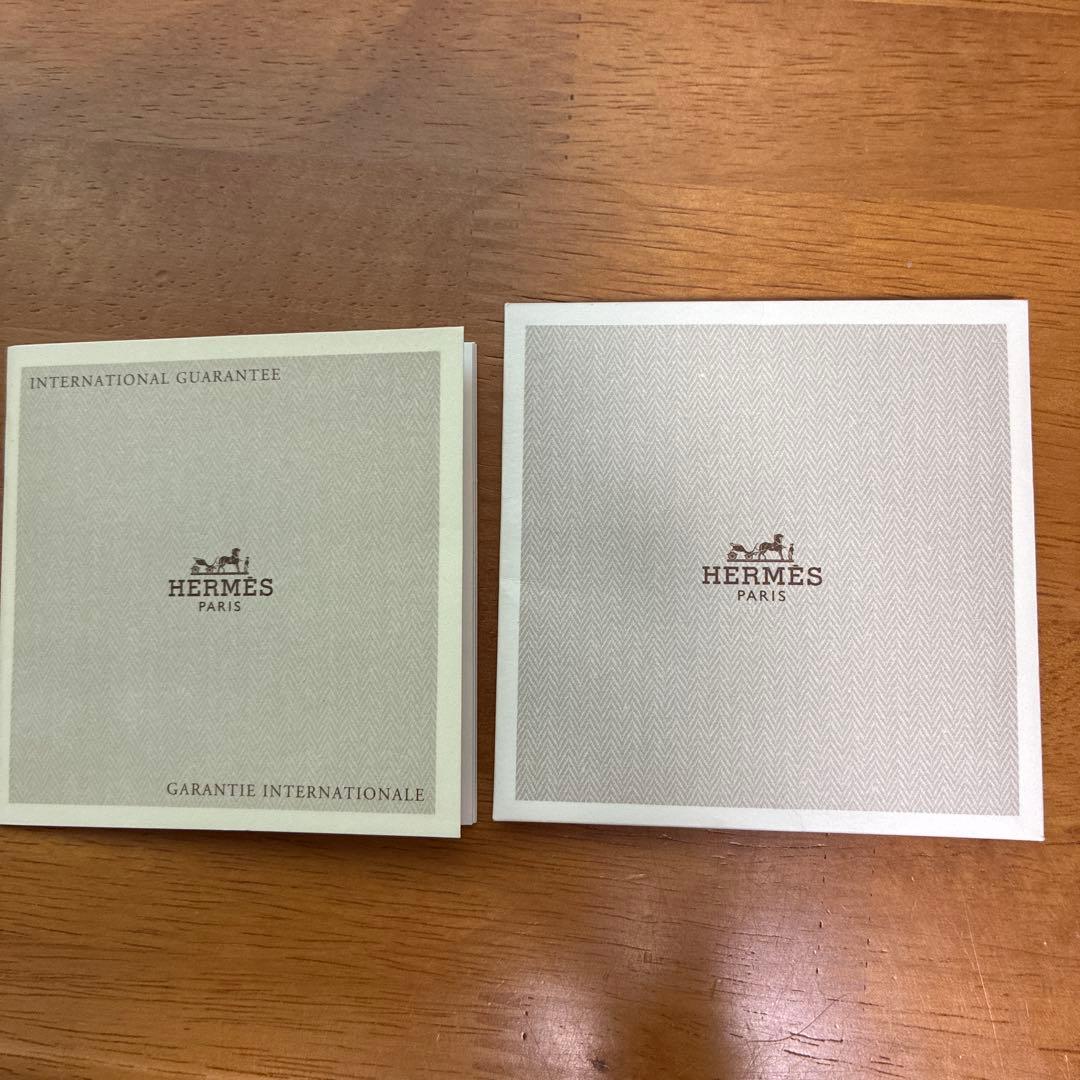 INTERNATIONAL GUARANTEE
HERMÈS
PARIS
GARANTIE INTERNATIONALE
HERMÈS
PARIS